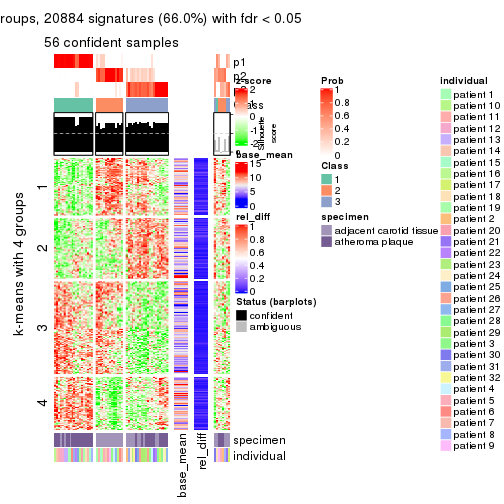 roups, 20884 signatures (66.0%) with fdr < 0.05
56 confident samples
p1
p2
p3
Class
silhouette
score
1
2
3
4
k-means with 4 groups
specimen
individual
base_mean
rel_diff
z-score
2
1
0
-1
-2
base_mean
15
10
5
0
rel_diff
1
0.8
0.6
0.4
0.2
0
Status (barplots)
confident
ambiguous
Prob
1
0.8
0.6
0.4
0.2
0
Class
1
2
3
specimen
adjacent carotid tissue
atheroma plaque
individual
patient 1
patient 10
patient 11
patient 12
patient 13
patient 14
patient 15
patient 16
patient 17
patient 18
patient 19
patient 2
patient 20
patient 21
patient 22
patient 23
patient 24
patient 25
patient 26
patient 27
patient 28
patient 29
patient 3
patient 30
patient 31
patient 32
patient 4
patient 5
patient 6
patient 7
patient 8
patient 9